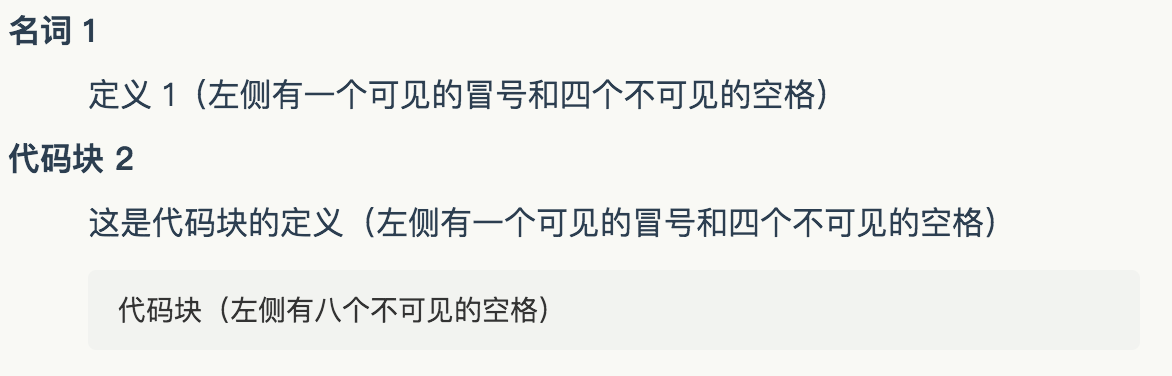 名词 1
定义 1（左侧有一个可见的冒号和四个不可见的空格）
代码块 2
这是代码块的定义（左侧有一个可见的冒号和四个不可见的空格）
代码块（左侧有八个不可见的空格）